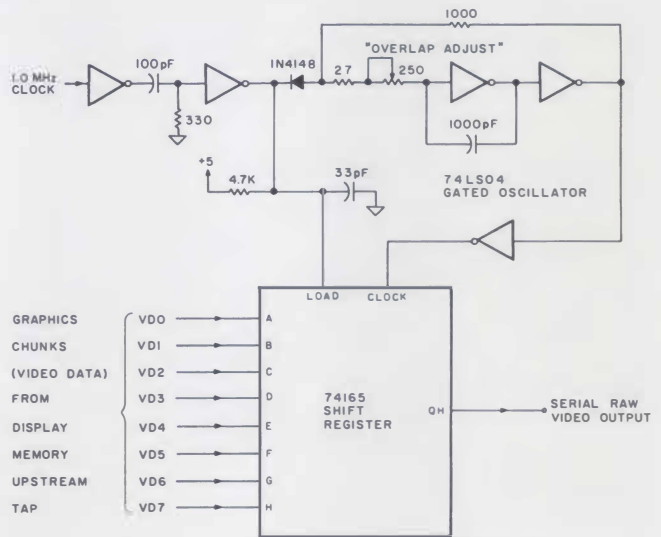 1000
100pF
1N4148
"OVERLAP ADJUST"
1.0 MHz
CLOCK
27
250
330
1000pF
+5
4.7K
33pF
74LS04
GATED OSCILLATOR
LOAD
CLOCK
GRAPHICS
VD0
A
CHUNKS
VD1
B
(VIDEO DATA)
VD2
C
FROM
VD3
D
DISPLAY
VD4
E
MEMORY
VD5
F
UPSTREAM
VD6
G
TAP
VD7
H
74165
SHIFT
REGISTER
QH
SERIAL RAW
VIDEO OUTPUT